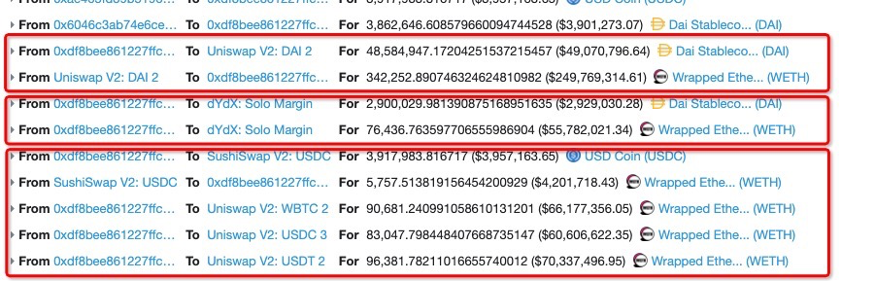 From 0x6046c3ab74e6ce... To 0xdf8bee861227ffc... For 3,862,646.608579660094744528 ($3,901,273.07) Dai Stableco... (DAI)
From 0xdf8bee861227ffc... To Uniswap V2: DAI 2 For 48,584,947.17204251537215457 ($49,070,796.64) Dai Stableco... (DAI)
From Uniswap V2: DAI 2 To 0xdf8bee861227ffc... For 342,252.890746324624810982 ($249,769,314.61) Wrapped Ethe... (WETH)
From 0xdf8bee861227ffc... To dYdX: Solo Margin For 2,900,029.981390875168951635 ($2,929,030.28) Dai Stableco... (DAI)
From 0xdf8bee861227ffc... To dYdX: Solo Margin For 76,436.763597706555986904 ($55,782,021.34) Wrapped Ethe... (WETH)
From 0xdf8bee861227ffc... To SushiSwap V2: USDC For 3,917,983.816717 ($3,957,163.65) USD Coin (USDC)
From SushiSwap V2: USDC To 0xdf8bee861227ffc... For 5,757.513819156454200929 ($4,201,718.43) Wrapped Ethe... (WETH)
From 0xdf8bee861227ffc... To Uniswap V2: WBTC 2 For 90,681.240991058610131201 ($66,177,356.05) Wrapped Ethe... (WETH)
From 0xdf8bee861227ffc... To Uniswap V2: USDC 3 For 83,047.798448407668735147 ($60,606,622.35) Wrapped Ethe... (WETH)
From 0xdf8bee861227ffc... To Uniswap V2: USDT 2 For 96,381.78211016655740012 ($70,337,496.95) Wrapped Ethe... (WETH)